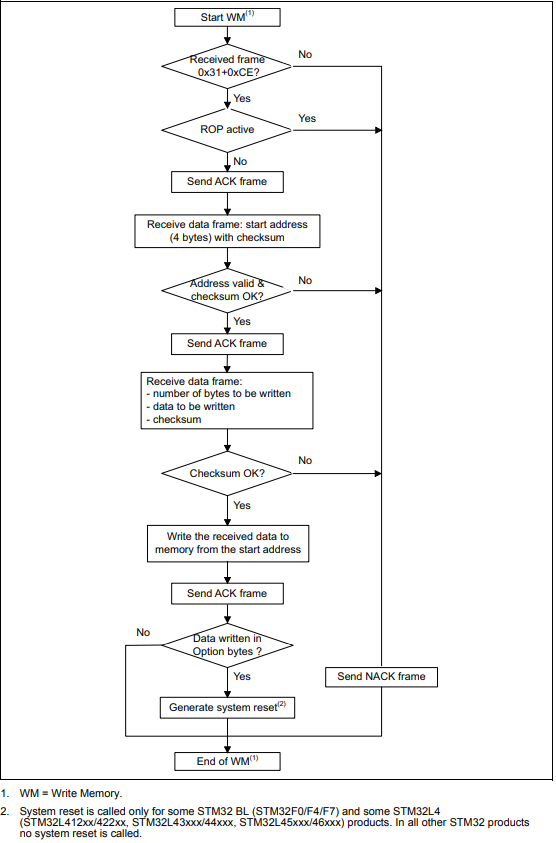 Start WM(1)
Received frame
0x31+0xCE?
No
Yes
ROP active
Yes
No
Send ACK frame
Receive data frame: start address
(4 bytes) with checksum
Address valid &
checksum OK?
No
Yes
Send ACK frame
Receive data frame:
- number of bytes to be written
- data to be written
- checksum
Checksum OK?
No
Yes
Write the received data to
memory from the start address
Send ACK frame
No
Data written in
Option bytes ?
Yes
Send NACK frame
Generate system reset(2)
End of WM(1)
1. WM = Write Memory.
2. System reset is called only for some STM32 BL (STM32F0/F4/F7) and some STM32L4
(STM32L412xx/422xx, STM32L43xxx/44xxx, STM32L45xxx/46xxx) products. In all other STM32 products
no system reset is called.